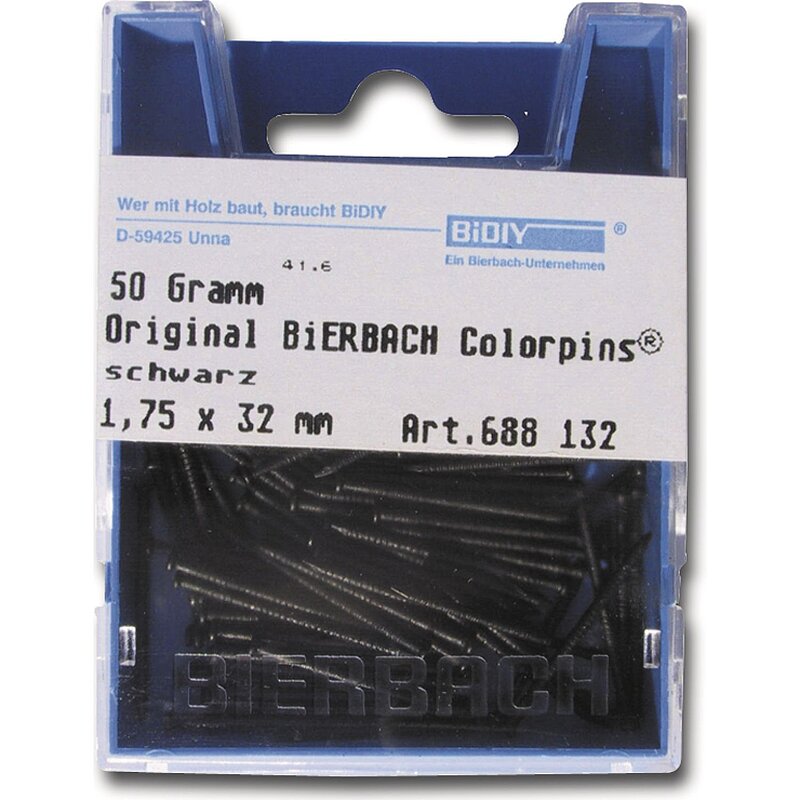 Wer mit Holz baut, braucht BiDIY
D-59425 Unna
BiDIY ®
Ein Bierbach-Unternehmen
41.6
50 Gramm
Original BiERBACH Colorpins®
schwarz
1,75 x 32 mm Art.688 132
BIERBACH